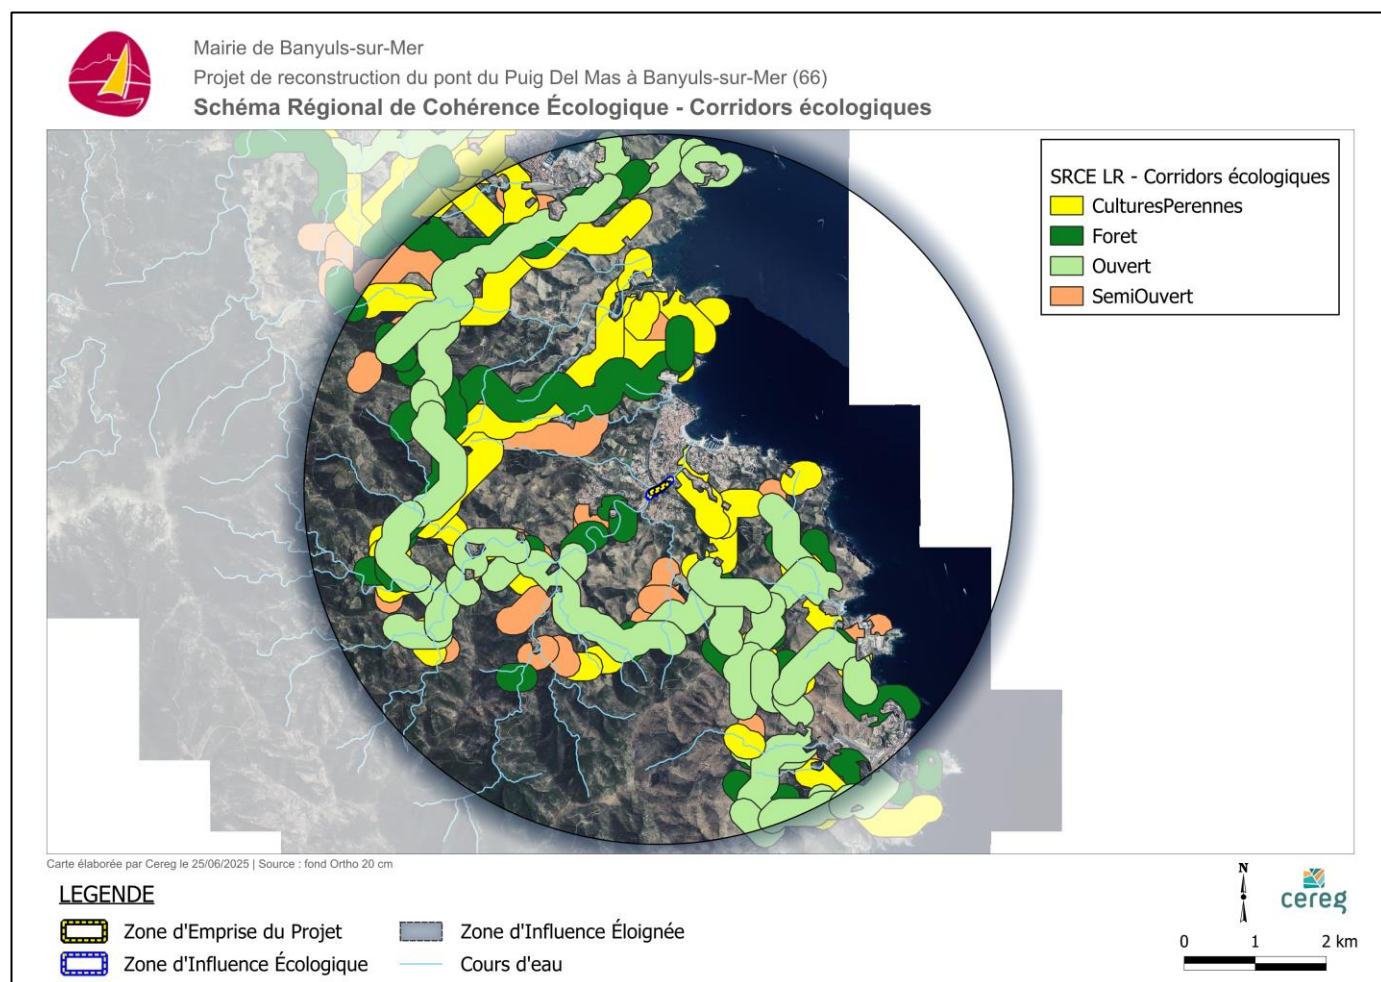 Mairie de Banyuls-sur-Mer
Projet de reconstruction du pont du Puig Del Mas à Banyuls-sur-Mer (66)
Schéma Régional de Cohérence Écologique - Corridors écologiques
SRCE LR - Corridors écologiques
CulturesPerennes
Foret
Ouvert
SemiOuvert
Carte élaborée par Cereg le 25/06/2025 | Source : fond Ortho 20 cm
LEGENDE
Zone d'Emprise du Projet
Zone d'Influence Éloignée
Zone d'Influence Écologique
Cours d'eau
N
cereg
0 1 2 km